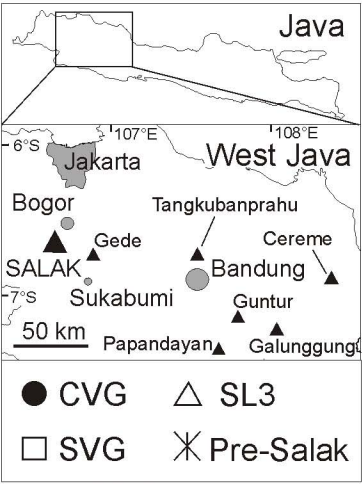 Java
107°E 108°E
6°S
Jakarta West Java
Bogor Tangkubanprahu
Gede Cereme
SALAK Bandung
7°S Sukabumi Guntur
50 km
Papandayan Galunggung
CVG SL3
SVG Pre-Salak